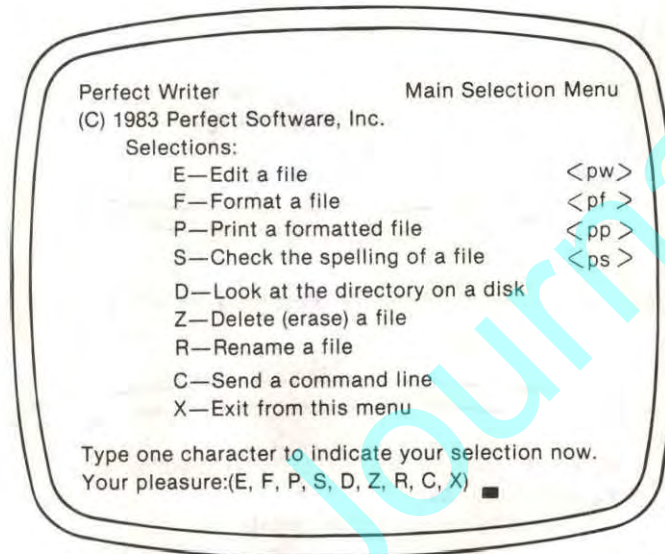 Perfect Writer Main Selection Menu
(C) 1983 Perfect Software, Inc.
Selections:
E—Edit a file <pw>
F—Format a file <pf >
P—Print a formatted file <pp >
S—Check the spelling of a file <ps >
D—Look at the directory on a disk
Z—Delete (erase) a file
R—Rename a file
C—Send a command line
X—Exit from this menu
Type one character to indicate your selection now.
Your pleasure:(E, F, P, S, D, Z, R, C, X)
Journa